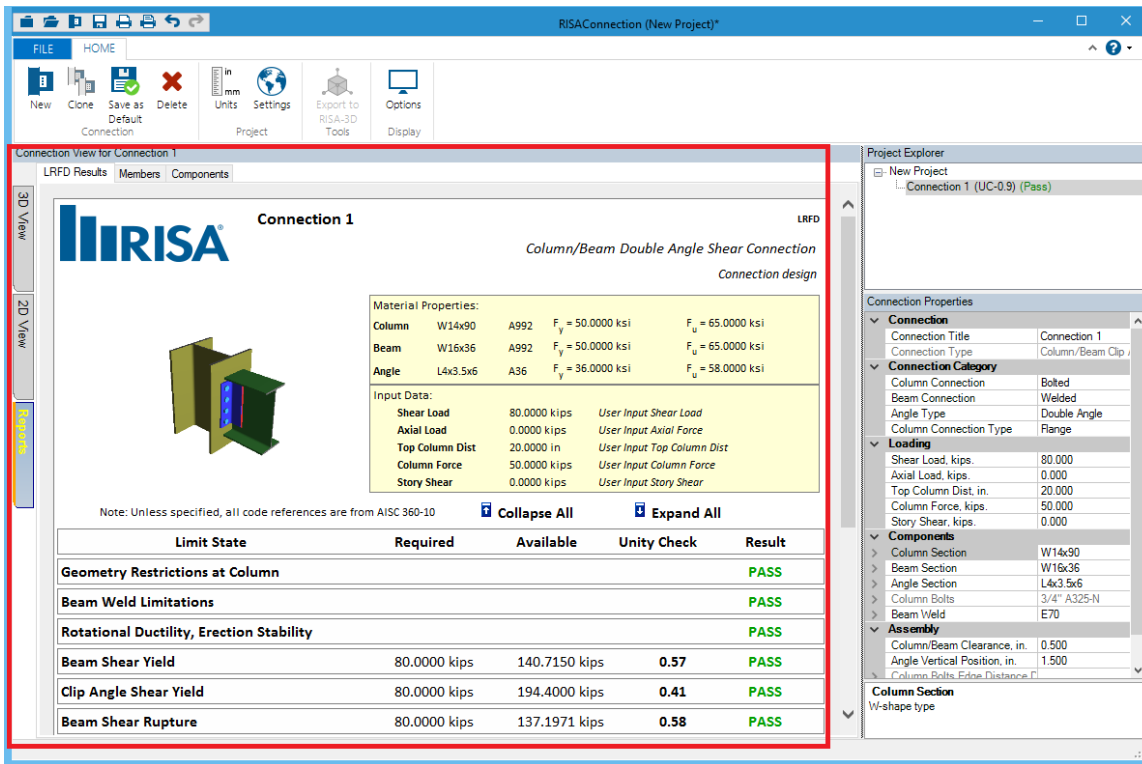 RISAConnection (New Project)*
FILE HOME
New Clone Save as Default Delete Units Settings Export to RISA-3D Options
in
mm
Connection Project Tools Display
Connection View for Connection 1
LRFD Results Members Components
3D View
2D View
Reports
RISA
Connection 1 LRFD
Column/Beam Double Angle Shear Connection
Connection design
Material Properties:
Column W14x90 A992 Fy = 50.0000 ksi Fu = 65.0000 ksi
Beam W16x36 A992 Fy = 50.0000 ksi Fu = 65.0000 ksi
Angle L4x3.5x6 A36 Fy = 36.0000 ksi Fu = 58.0000 ksi
Input Data:
Shear Load 80.0000 kips User Input Shear Load
Axial Load 0.0000 kips User Input Axial Force
Top Column Dist 20.0000 in User Input Top Column Dist
Column Force 50.0000 kips User Input Column Force
Story Shear 0.0000 kips User Input Story Shear
Note: Unless specified, all code references are from AISC 360-10 Collapse All Expand All
Limit State Required Available Unity Check Result
Geometry Restrictions at Column PASS
Beam Weld Limitations PASS
Rotational Ductility, Erection Stability PASS
Beam Shear Yield 80.0000 kips 140.7150 kips 0.57 PASS
Clip Angle Shear Yield 80.0000 kips 194.4000 kips 0.41 PASS
Beam Shear Rupture 80.0000 kips 137.1971 kips 0.58 PASS
Project Explorer
New Project
Connection 1 (UC-0.9) (Pass)
Connection Properties
Connection
Connection Title Connection 1
Connection Type Column/Beam Clip
Connection Category
Column Connection Bolted
Beam Connection Welded
Angle Type Double Angle
Column Connection Type Flange
Loading
Shear Load, kips. 80.000
Axial Load, kips. 0.000
Top Column Dist, in. 20.000
Column Force, kips. 50.000
Story Shear, kips. 0.000
Components
Column Section W14x90
Beam Section W16x36
Angle Section L4x3.5x6
Column Bolts 3/4" A325-N
Beam Weld E70
Assembly
Column/Beam Clearance, in. 0.500
Angle Vertical Position, in. 1.500
Column Bolts Edge Distance
Column Section
W-shape type